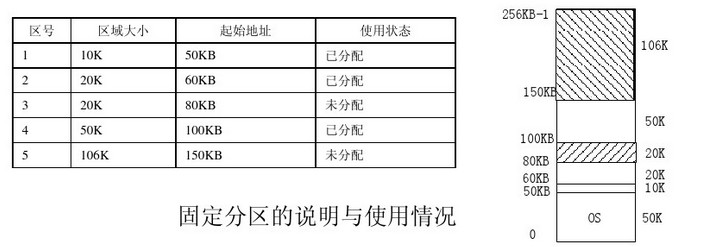 区号 区域大小 起始地址 使用状态
1 10K 50KB 已分配
2 20K 60KB 已分配
3 20K 80KB 未分配
4 50K 100KB 已分配
5 106K 150KB 未分配
固定分区的说明与使用情况
256KB-1
106K
150KB
50K
100KB
20K
80KB
20K
60KB
10K
50KB
OS 50K
0